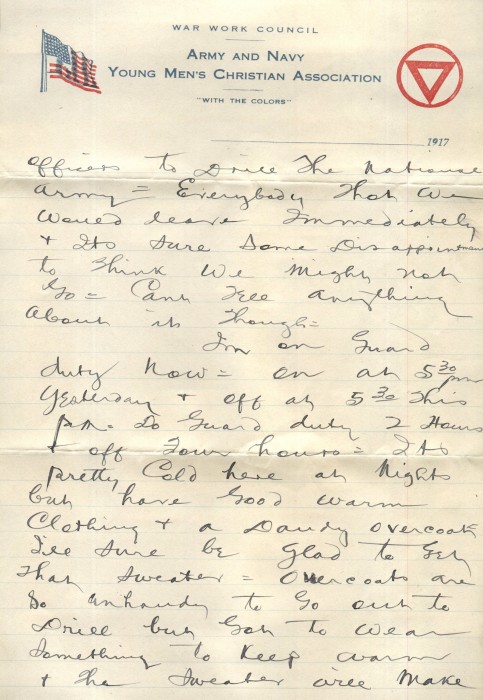 WAR WORK COUNCIL
ARMY AND NAVY
YOUNG MEN'S CHRISTIAN ASSOCIATION
"WITH THE COLORS"
1917
officers to Drill The National
Army = Everybody That We
Would leave Immediately
+ Its Sure Some Disappointment
to Think We Might Not
Go = Cant Tell anything
About it Though =
Im on Guard
duty Now = on at 5 30 pm
Yesterday + off at 5 30 This
pm. Do Guard duty 2 Hours
+ off Four hours = Its
pretty Cold here at Nights
but have Good warm
Clothing + a Dandy overcoat
I'll Sure be Glad to Get
That Sweater = Overcoats are
So unhandy to Go out to
Drill but Got to Wear
Something to Keep warm
+ The Sweater will Make